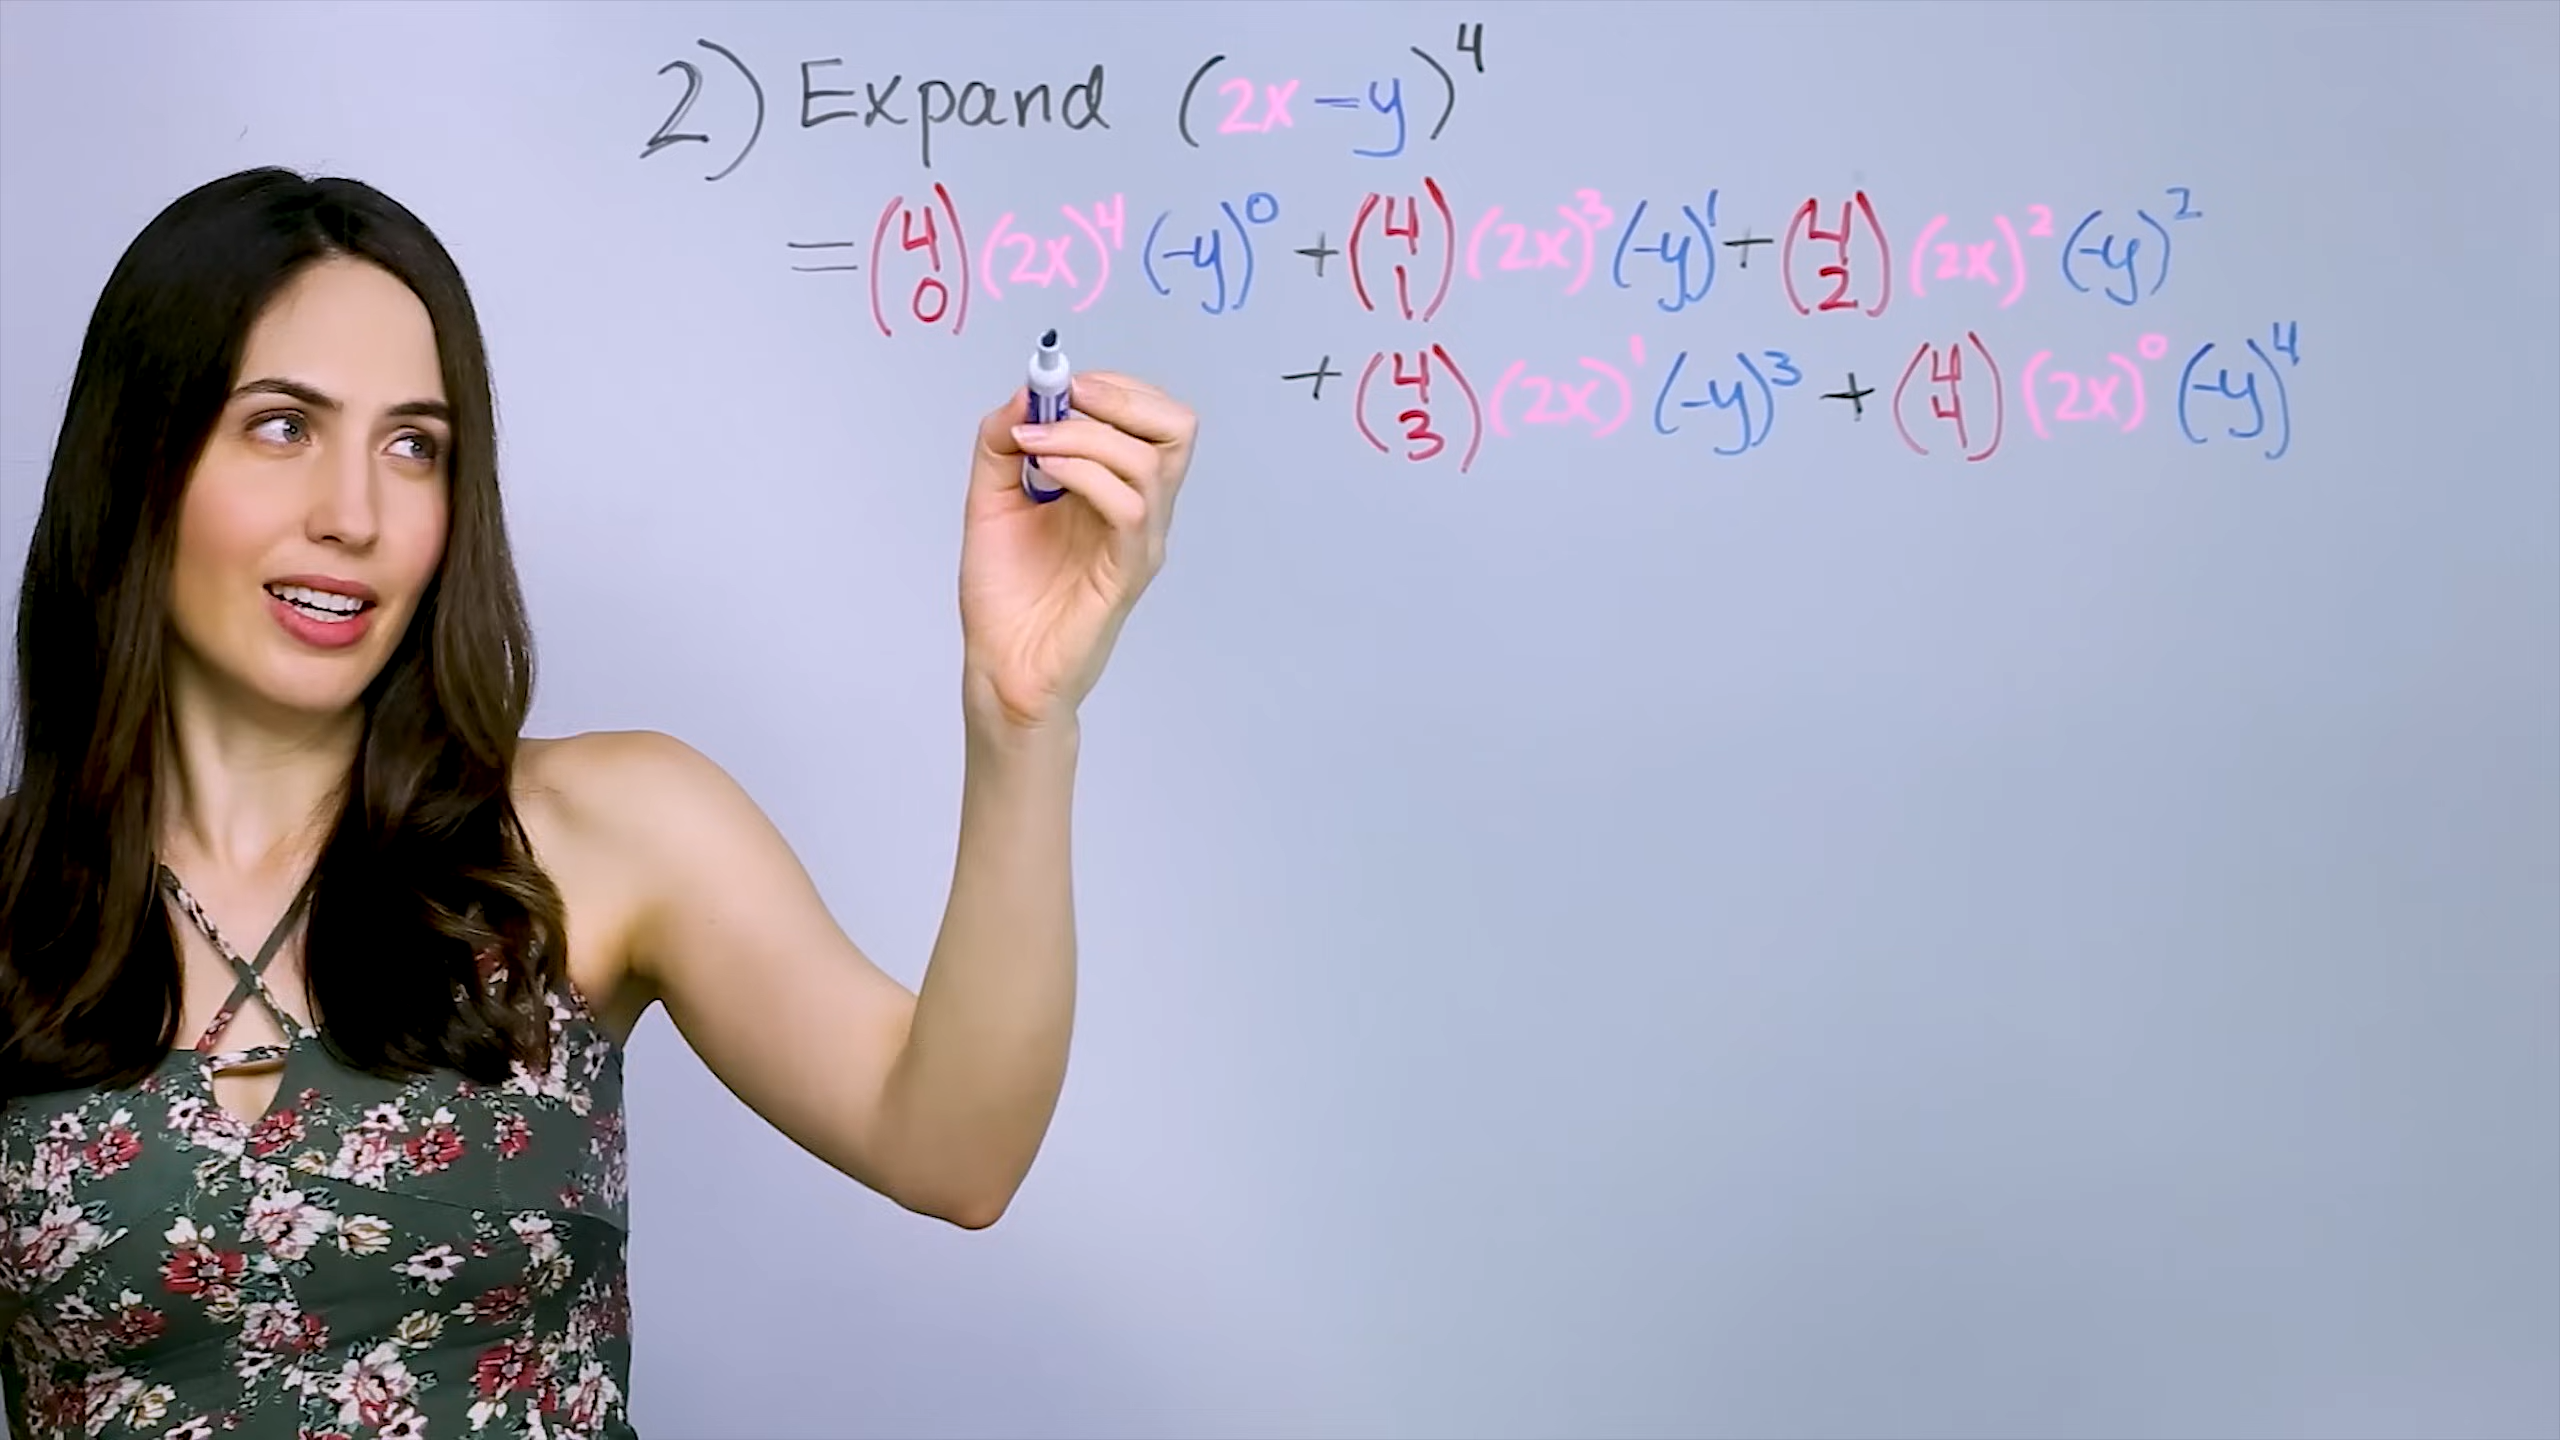 2) Expand (2x-y)^4
= (4 0)(2x)^4 (-y)^0 + (4 1)(2x)^3 (-y)^1 + (4 2)(2x)^2 (-y)^2
+ (4 3)(2x)^1 (-y)^3 + (4 4)(2x)^0 (-y)^4